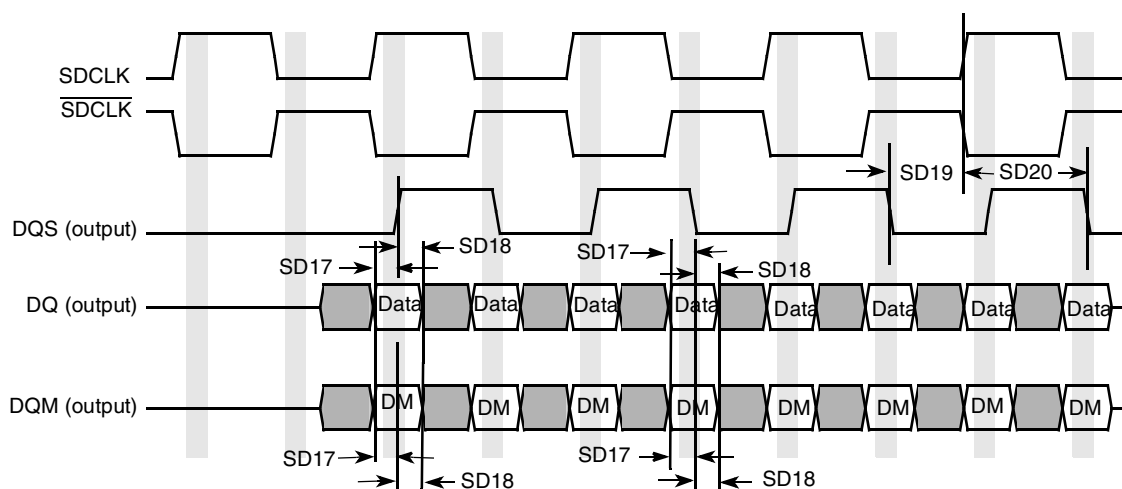 SDCLK
SDCLK
SD19
SD20
DQS (output)
SD18
SD17
SD17
SD18
DQ (output)
Data
Data
Data
Data
Data
Data
Data
Data
DQM (output)
DM
DM
DM
DM
DM
DM
DM
DM
SD17
SD17
SD18
SD18